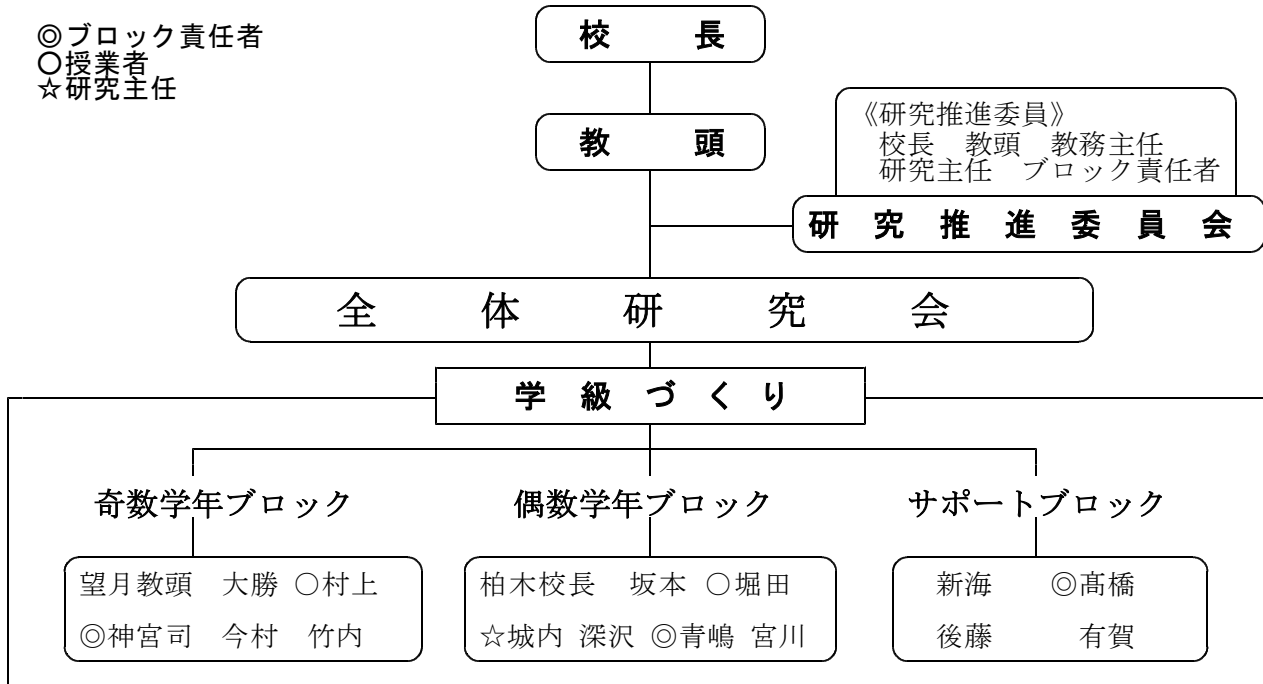 ◎ブロック責任者
○授業者
☆研究主任
校長
教頭
《研究推進委員》
校長 教頭 教務主任
研究主任 ブロック責任者
研究推進委員会
全体研究会
学級づくり
奇数学年ブロック
望月教頭 大勝 ○村上
◎神宮司 今村 竹内
偶数学年ブロック
柏木校長 坂本 ○堀田
☆城内 深沢 ◎青嶋 宮川
サポートブロック
新海 ◎髙橋
後藤 有賀